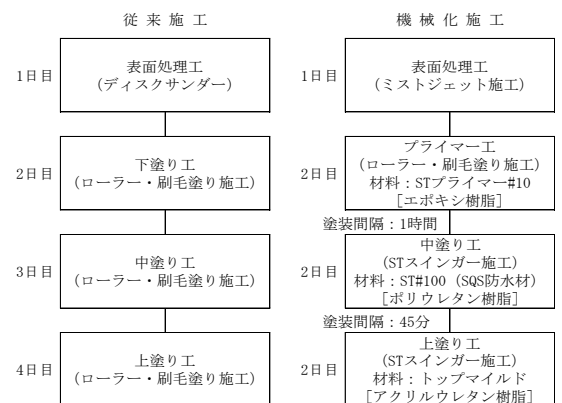 従来施工
1日目
表面処理工
（ディスクサンダー）
2日目
下塗り工
（ローラー・刷毛塗り施工）
3日目
中塗り工
（ローラー・刷毛塗り施工）
4日目
上塗り工
（ローラー・刷毛塗り施工）
機械化施工
1日目
表面処理工
（ミストジェット施工）
2日目
プライマー工
（ローラー・刷毛塗り施工）
材料：STプライマー#10
［エポキシ樹脂］
塗装間隔：1時間
2日目
中塗り工
（STスインガー施工）
材料：ST#100（SQS防水材）
［ポリウレタン樹脂］
塗装間隔：45分
2日目
上塗り工
（STスインガー施工）
材料：トップマイルド
［アクリルウレタン樹脂］